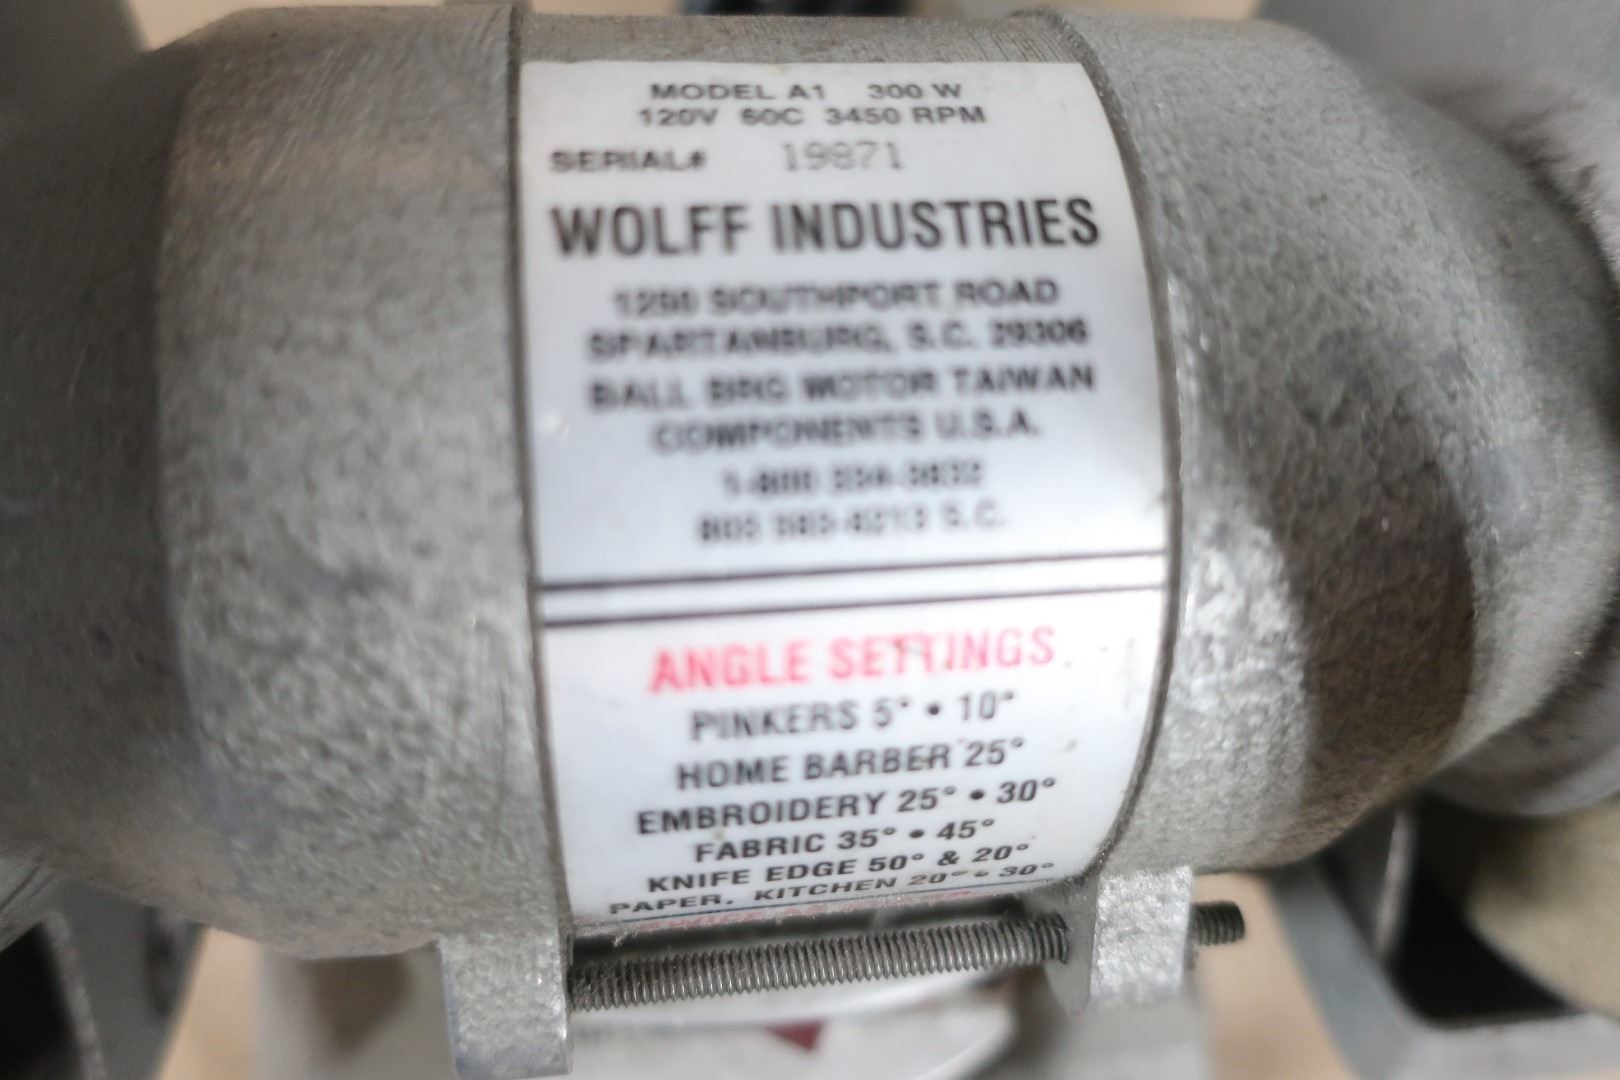 MODEL A1 300 W
120V 60C 3450 RPM
SERIAL# 19871
WOLFF INDUSTRIES
SOUTHPORT ROAD
SPARTANBURG, S.C. 29306
BALL BRG MOTOR TAIWAN
COMPONENTS U.S.A.
S.C.
ANGLE SETTINGS
PINKERS 5° • 10°
HOME BARBER 25°
EMBROIDERY 25° • 30°
FABRIC 35° • 45°
KNIFE EDGE 50° & 20°
PAPER, KITCHEN 20° • 30°